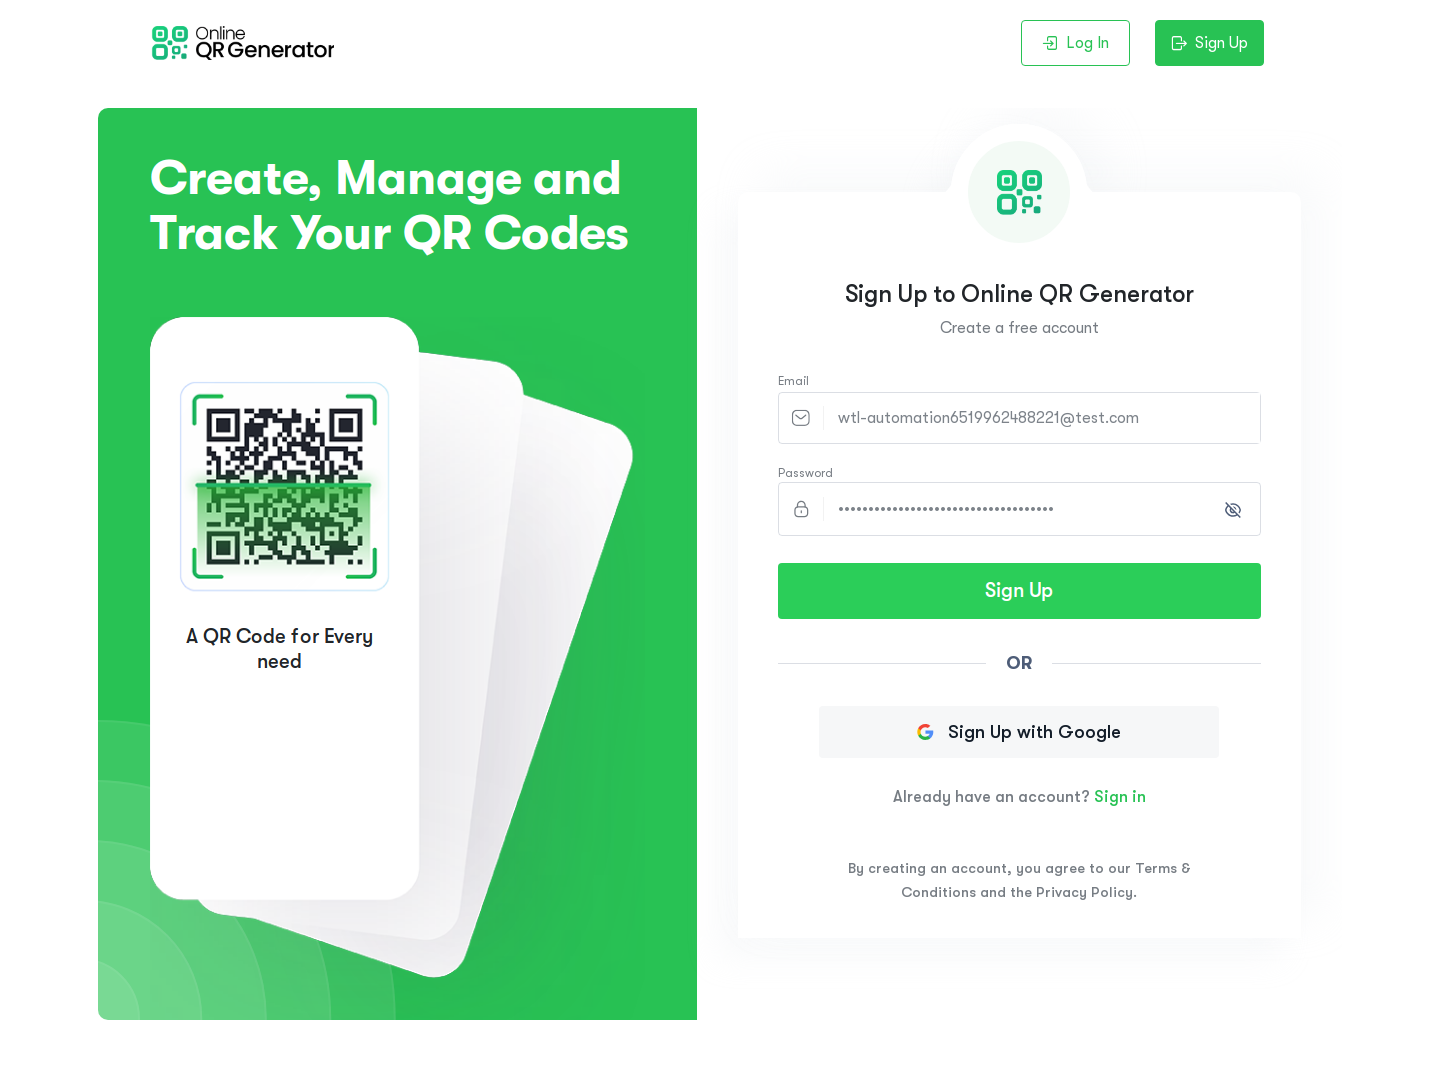 Online
QR Generator
Log In
Sign Up
Create, Manage and
Track Your QR Codes
A QR Code for Every
need
Sign Up to Online QR Generator
Create a free account
Email
wtl-automation6519962488221@test.com
Password
••••••••••••••••••••••••••••••••••••
Sign Up
OR
Sign Up with Google
Already have an account? Sign in
By creating an account, you agree to our Terms &
Conditions and the Privacy Policy.